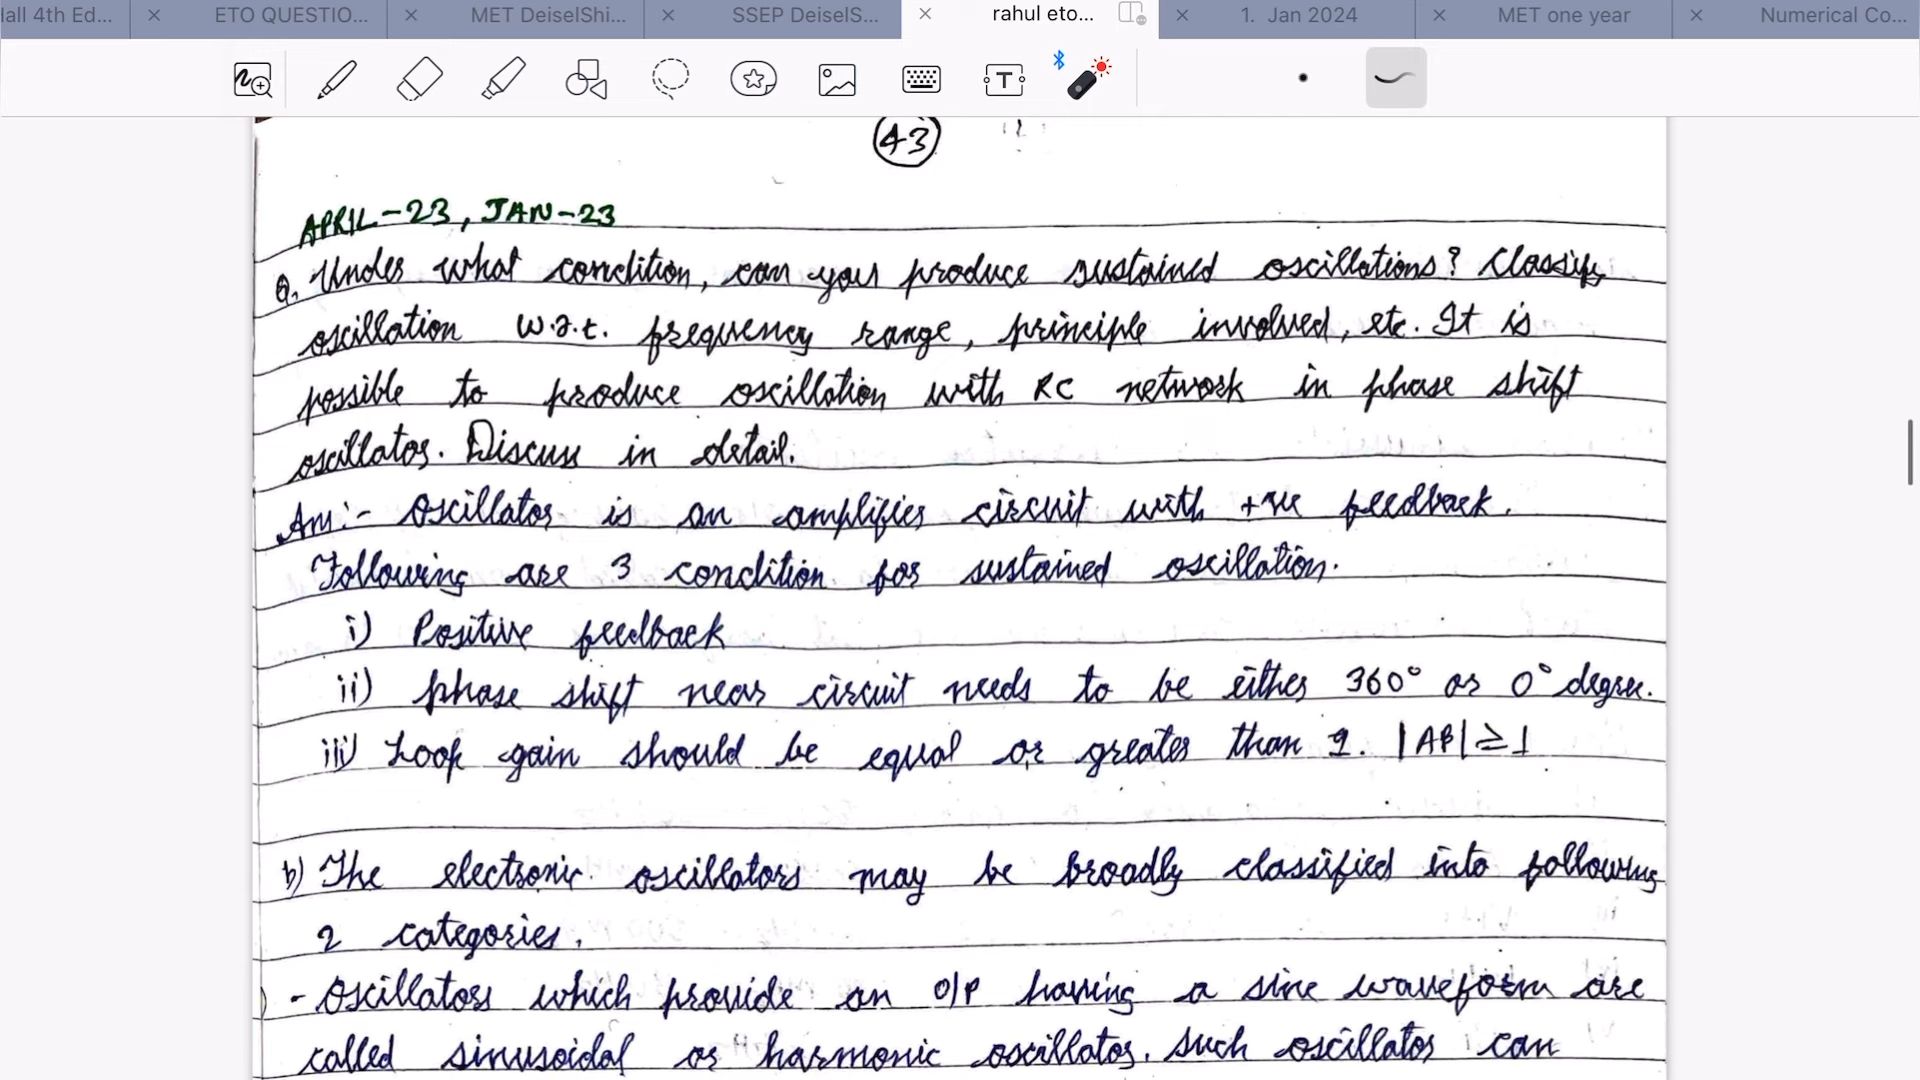 all 4th Ed...
ETO QUESTIO...
MET DeiselShi...
SSEP DeiselS...
rahul eto...
1. Jan 2024
MET one year
Numerical Co...
T
43
APRIL-23, JAN-23
Q. Under what condition, can you produce sustained oscillations? Classify
oscillation w.r.t. frequency range, principle involved, etc. It is
possible to produce oscillation with RC network in phase shift
oscillator. Discuss in detail.
Ans:- Oscillator is an amplifier circuit with +ve feedback.
Following are 3 condition for sustained oscillation.
i) Positive feedback
ii) phase shift near circuit needs to be either 360° or 0° degree.
iii) Loop gain should be equal or greater than 1. |AB| ≥ 1
b) The electronic oscillators may be broadly classified into following
2 categories.
) - Oscillators which provide an O/P having a sine waveform are
called sinusoidal or harmonic oscillator. Such oscillator can